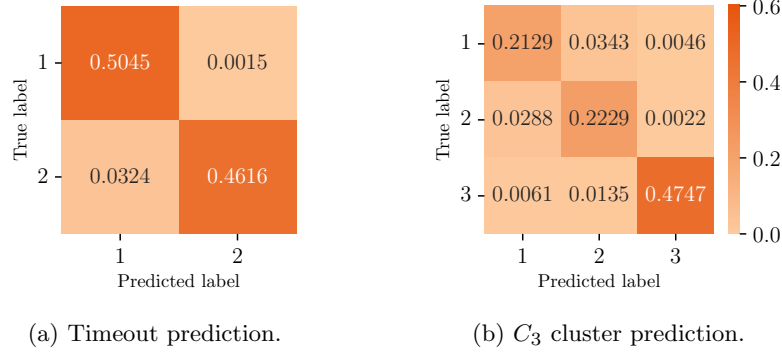 1 0.5045 0.0015
2 0.0324 0.4616
1 2
True label
Predicted label
(a) Timeout prediction.
1 0.2129 0.0343 0.0046
2 0.0288 0.2229 0.0022
3 0.0061 0.0135 0.4747
1 2 3
True label
Predicted label
0.6
0.4
0.2
0.0
(b) C₃ cluster prediction.